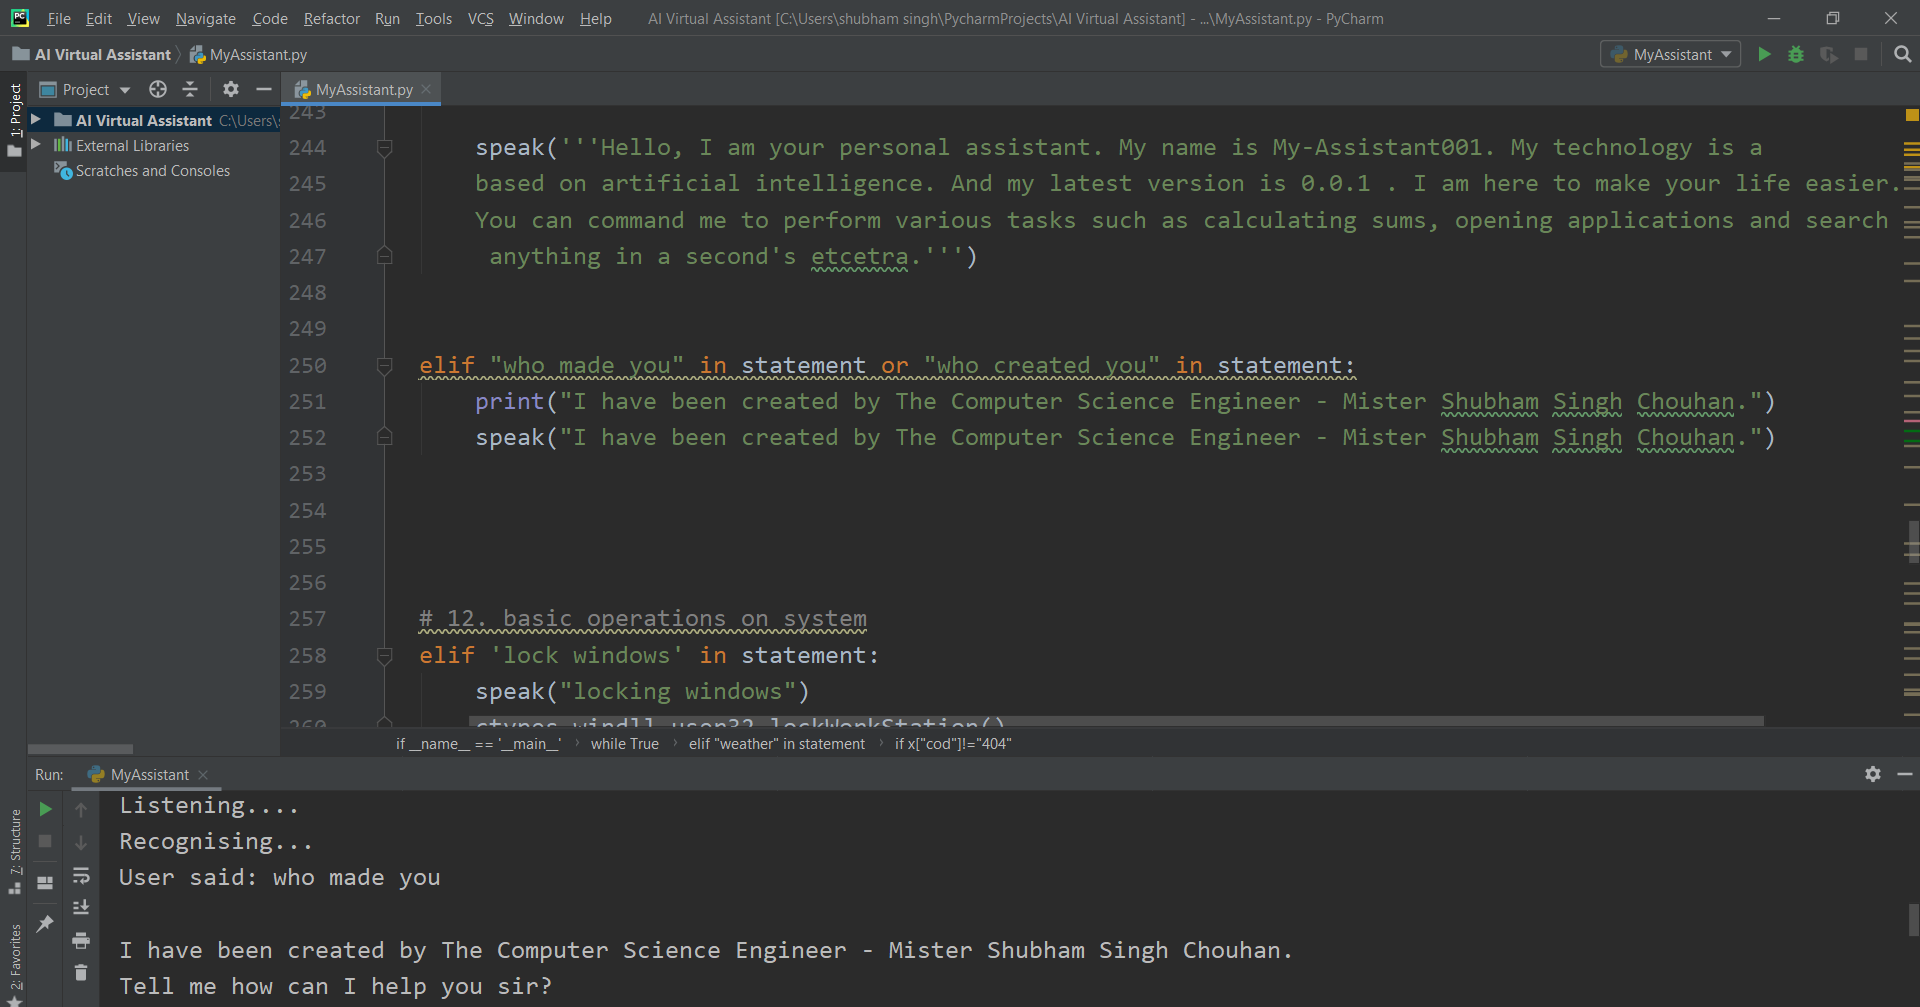 PC File Edit View Navigate Code Refactor Run Tools VCS Window Help AI Virtual Assistant [C:\Users\shubham singh\PycharmProjects\AI Virtual Assistant] - ...\MyAssistant.py - PyCharm
AI Virtual Assistant MyAssistant.py MyAssistant
1: Project
Project MyAssistant.py
AI Virtual Assistant C:\Users\
External Libraries
Scratches and Consoles
243
244 speak('''Hello, I am your personal assistant. My name is My-Assistant001. My technology is a
245 based on artificial intelligence. And my latest version is 0.0.1 . I am here to make your life easier.
246 You can command me to perform various tasks such as calculating sums, opening applications and search
247 anything in a second's etcetra.''')
248
249
250 elif "who made you" in statement or "who created you" in statement:
251 print("I have been created by The Computer Science Engineer - Mister Shubham Singh Chouhan.")
252 speak("I have been created by The Computer Science Engineer - Mister Shubham Singh Chouhan.")
253
254
255
256
257 # 12. basic operations on system
258 elif 'lock windows' in statement:
259 speak("locking windows")
260 ctypes.windll.user32.lockWorkStation()
if __name__ == '__main__' while True elif "weather" in statement if x["cod"]!="404"
Run: MyAssistant
7: Structure
2: Favorites
Listening....
Recognising...
User said: who made you
I have been created by The Computer Science Engineer - Mister Shubham Singh Chouhan.
Tell me how can I help you sir?